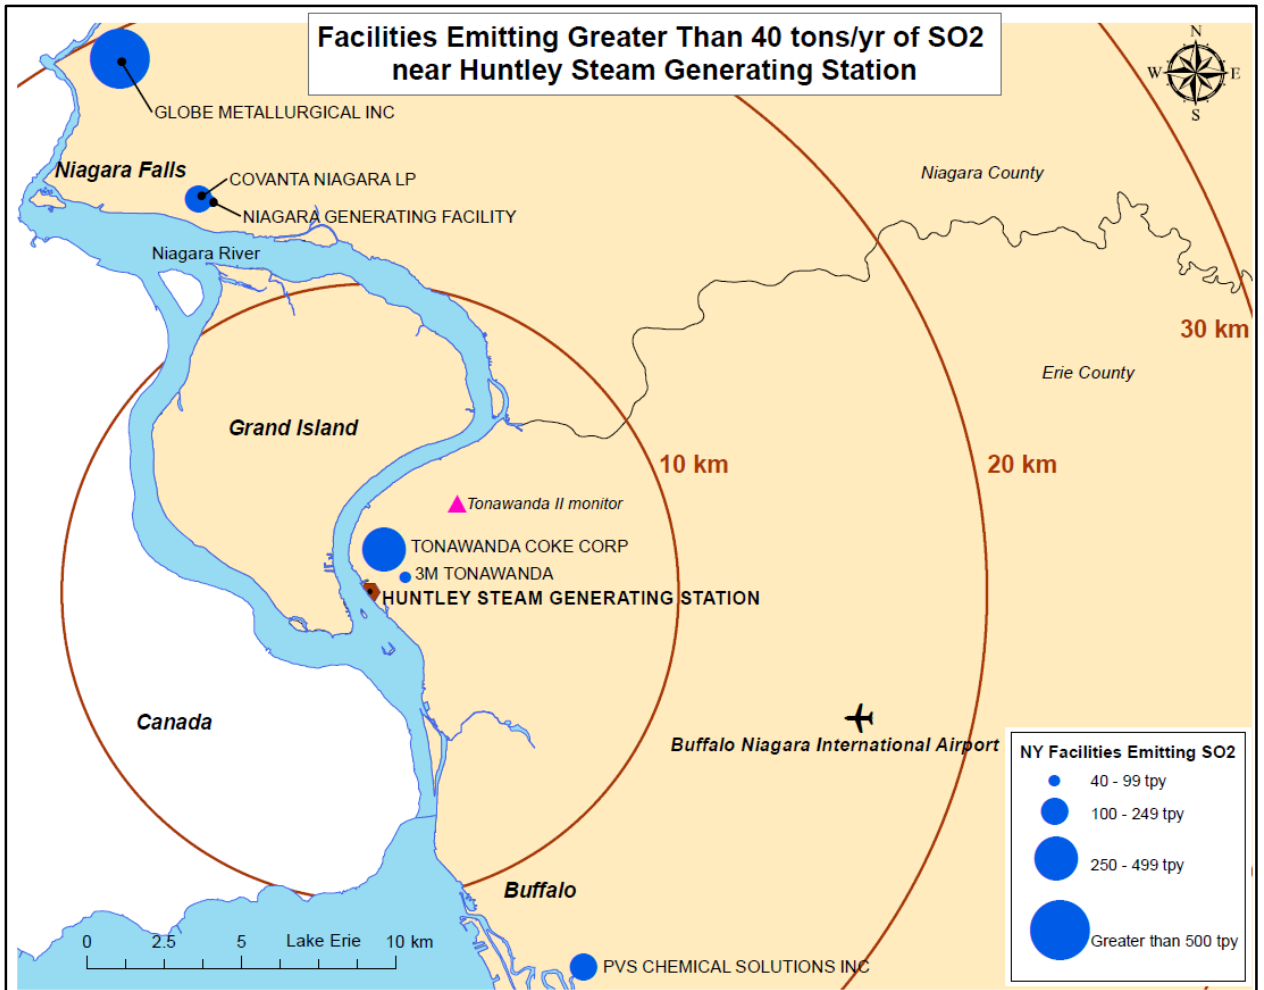 Facilities Emitting Greater Than 40 tons/yr of SO2
near Huntley Steam Generating Station
N
W
E
S
GLOBE METALLURGICAL INC
Niagara Falls
COVANTA NIAGARA LP
NIAGARA GENERATING FACILITY
Niagara County
Niagara River
30 km
Erie County
Grand Island
10 km
20 km
Tonawanda II monitor
TONAWANDA COKE CORP
3M TONAWANDA
HUNTLEY STEAM GENERATING STATION
Canada
Buffalo Niagara International Airport
Buffalo
0
2.5
5
Lake Erie
10 km
PVS CHEMICAL SOLUTIONS INC
NY Facilities Emitting SO2
40 - 99 tpy
100 - 249 tpy
250 - 499 tpy
Greater than 500 tpy